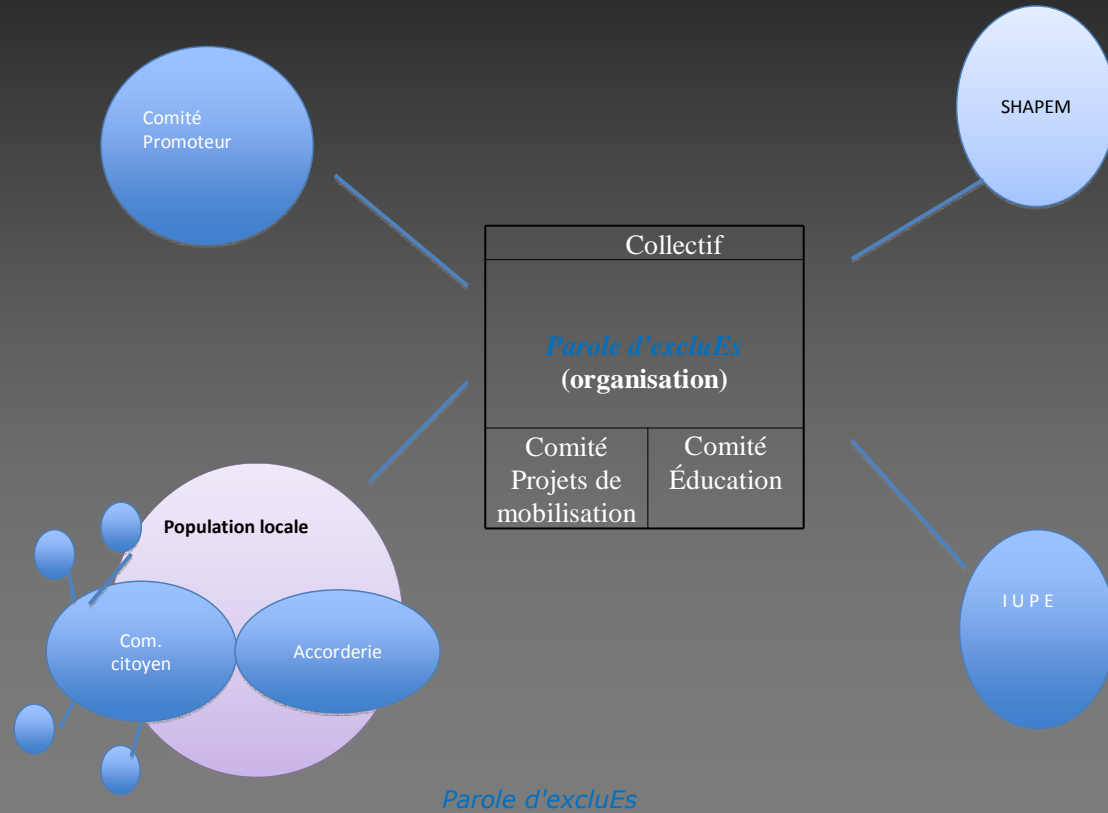 Comité
Promoteur
SHAPEM
Collectif
Parole d'excluEs
(organisation)
Comité
Projets de
mobilisation
Comité
Éducation
Population locale
Com.
citoyen
Accorderie
I U P E
Parole d'excluEs